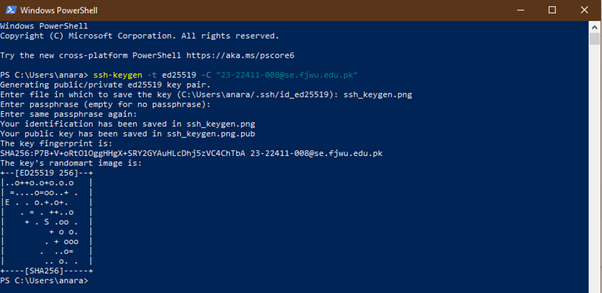 Windows PowerShell
Windows PowerShell
Copyright (C) Microsoft Corporation. All rights reserved.
Try the new cross-platform PowerShell https://aka.ms/pscore6
PS C:\Users\anara> ssh-keygen -t ed25519 -C "23-22411-008@se.fjwu.edu.pk"
Generating public/private ed25519 key pair.
Enter file in which to save the key (C:\Users\anara/.ssh/id_ed25519): ssh_keygen.png
Enter passphrase (empty for no passphrase):
Enter same passphrase again:
Your identification has been saved in ssh_keygen.png
Your public key has been saved in ssh_keygen.png.pub
The key fingerprint is:
SHA256:P7B+V+oRtO1OggHHgX+SRY2GYAuHLcDhj5zVC4ChTbA 23-22411-008@se.fjwu.edu.pk
The key's randomart image is:
+--[ED25519 256]--+
|..o++o.o+o.o.o   |
| =....o=oo..+ .  |
|E . . o.+.o+.    |
|   . = . ++..o   |
|    + . S .oo .  |
|         + o o.  |
|        . + ooo  |
|       .  ..o=   |
|        .. o. .  |
+----[SHA256]-----+
PS C:\Users\anara>